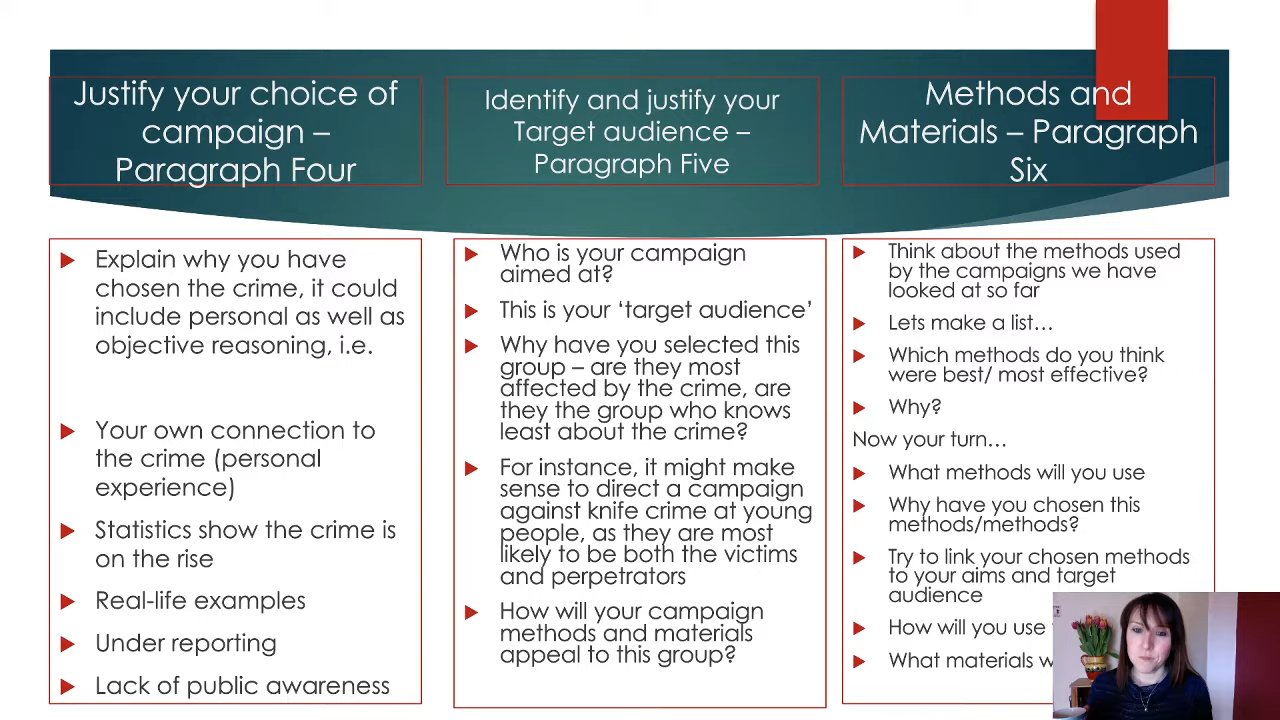 Justify your choice of
campaign –
Paragraph Four
Explain why you have
chosen the crime, it could
include personal as well as
objective reasoning, i.e.
Your own connection to
the crime (personal
experience)
Statistics show the crime is
on the rise
Real-life examples
Under reporting
Lack of public awareness
Identify and justify your
Target audience –
Paragraph Five
Who is your campaign
aimed at?
This is your ‘target audience’
Why have you selected this
group – are they most
affected by the crime, are
they the group who knows
least about the crime?
For instance, it might make
sense to direct a campaign
against knife crime at young
people, as they are most
likely to be both the victims
and perpetrators
How will your campaign
methods and materials
appeal to this group?
Methods and
Materials – Paragraph
Six
Think about the methods used
by the campaigns we have
looked at so far
Lets make a list…
Which methods do you think
were best/ most effective?
Why?
Now your turn…
What methods will you use
Why have you chosen this
methods/methods?
Try to link your chosen methods
to your aims and target
audience
How will you use
What materials